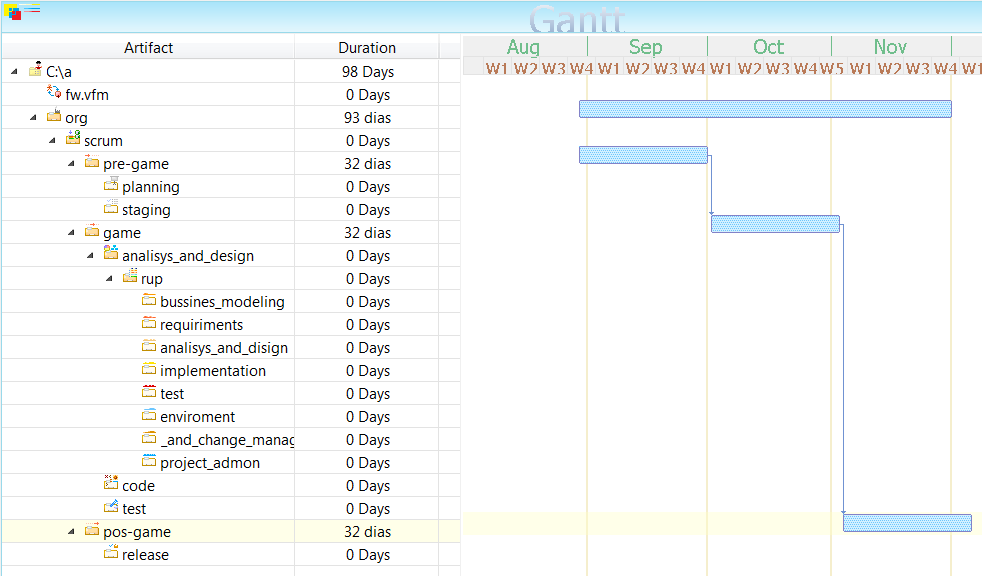 Gantt
Artifact Duration Aug Sep Oct Nov
W1 W2 W3 W4 W1 W2 W3 W4 W1 W2 W3 W4 W5 W1 W2 W3 W4 W1
C:\a 98 Days
fw.vfm 0 Days
org 93 dias
scrum 0 Days
pre-game 32 dias
planning 0 Days
staging 0 Days
game 32 dias
analisys_and_design 0 Days
rup 0 Days
bussines_modeling 0 Days
requiriments 0 Days
analisys_and_disign 0 Days
implementation 0 Days
test 0 Days
enviroment 0 Days
_and_change_manag 0 Days
project_admon 0 Days
code 0 Days
test 0 Days
pos-game 32 dias
release 0 Days